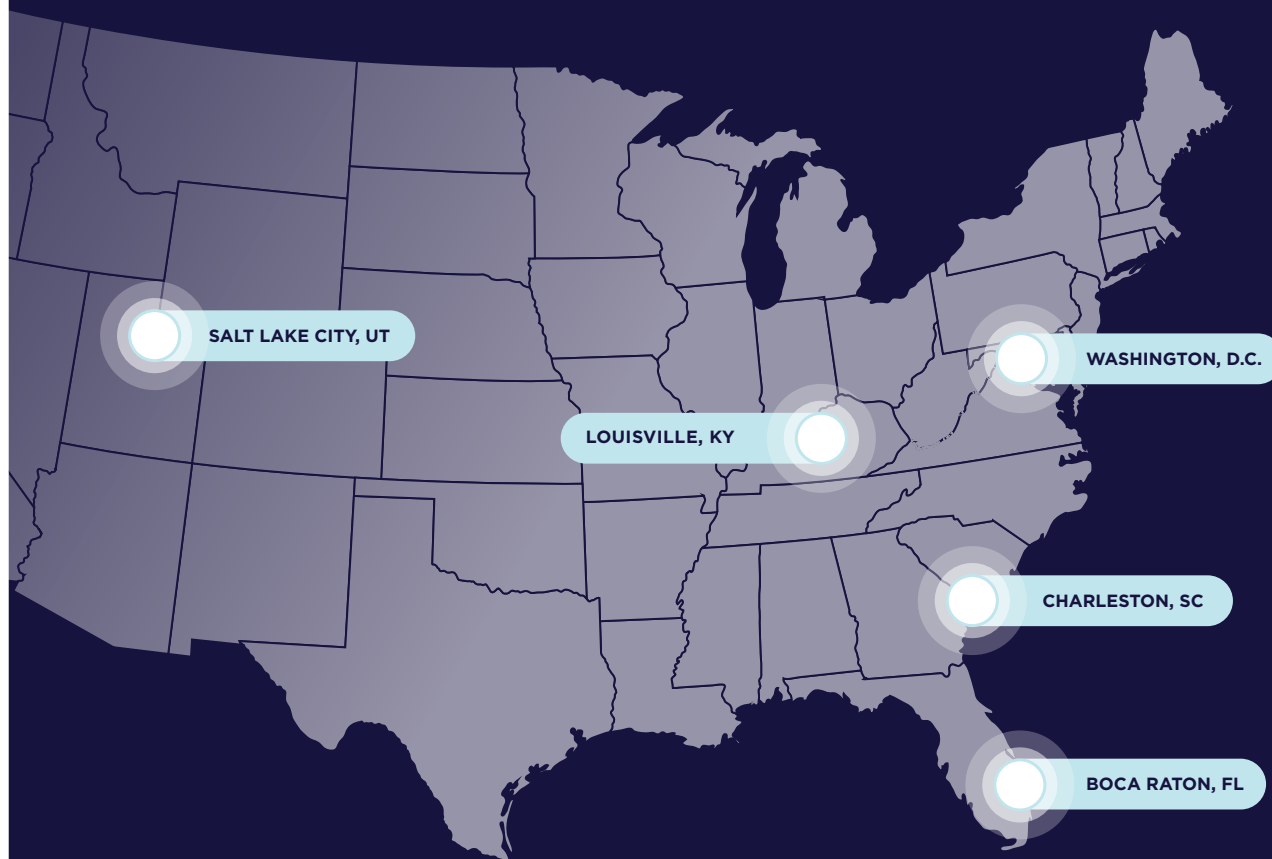 SALT LAKE CITY, UT
WASHINGTON, D.C.
LOUISVILLE, KY
CHARLESTON, SC
BOCA RATON, FL